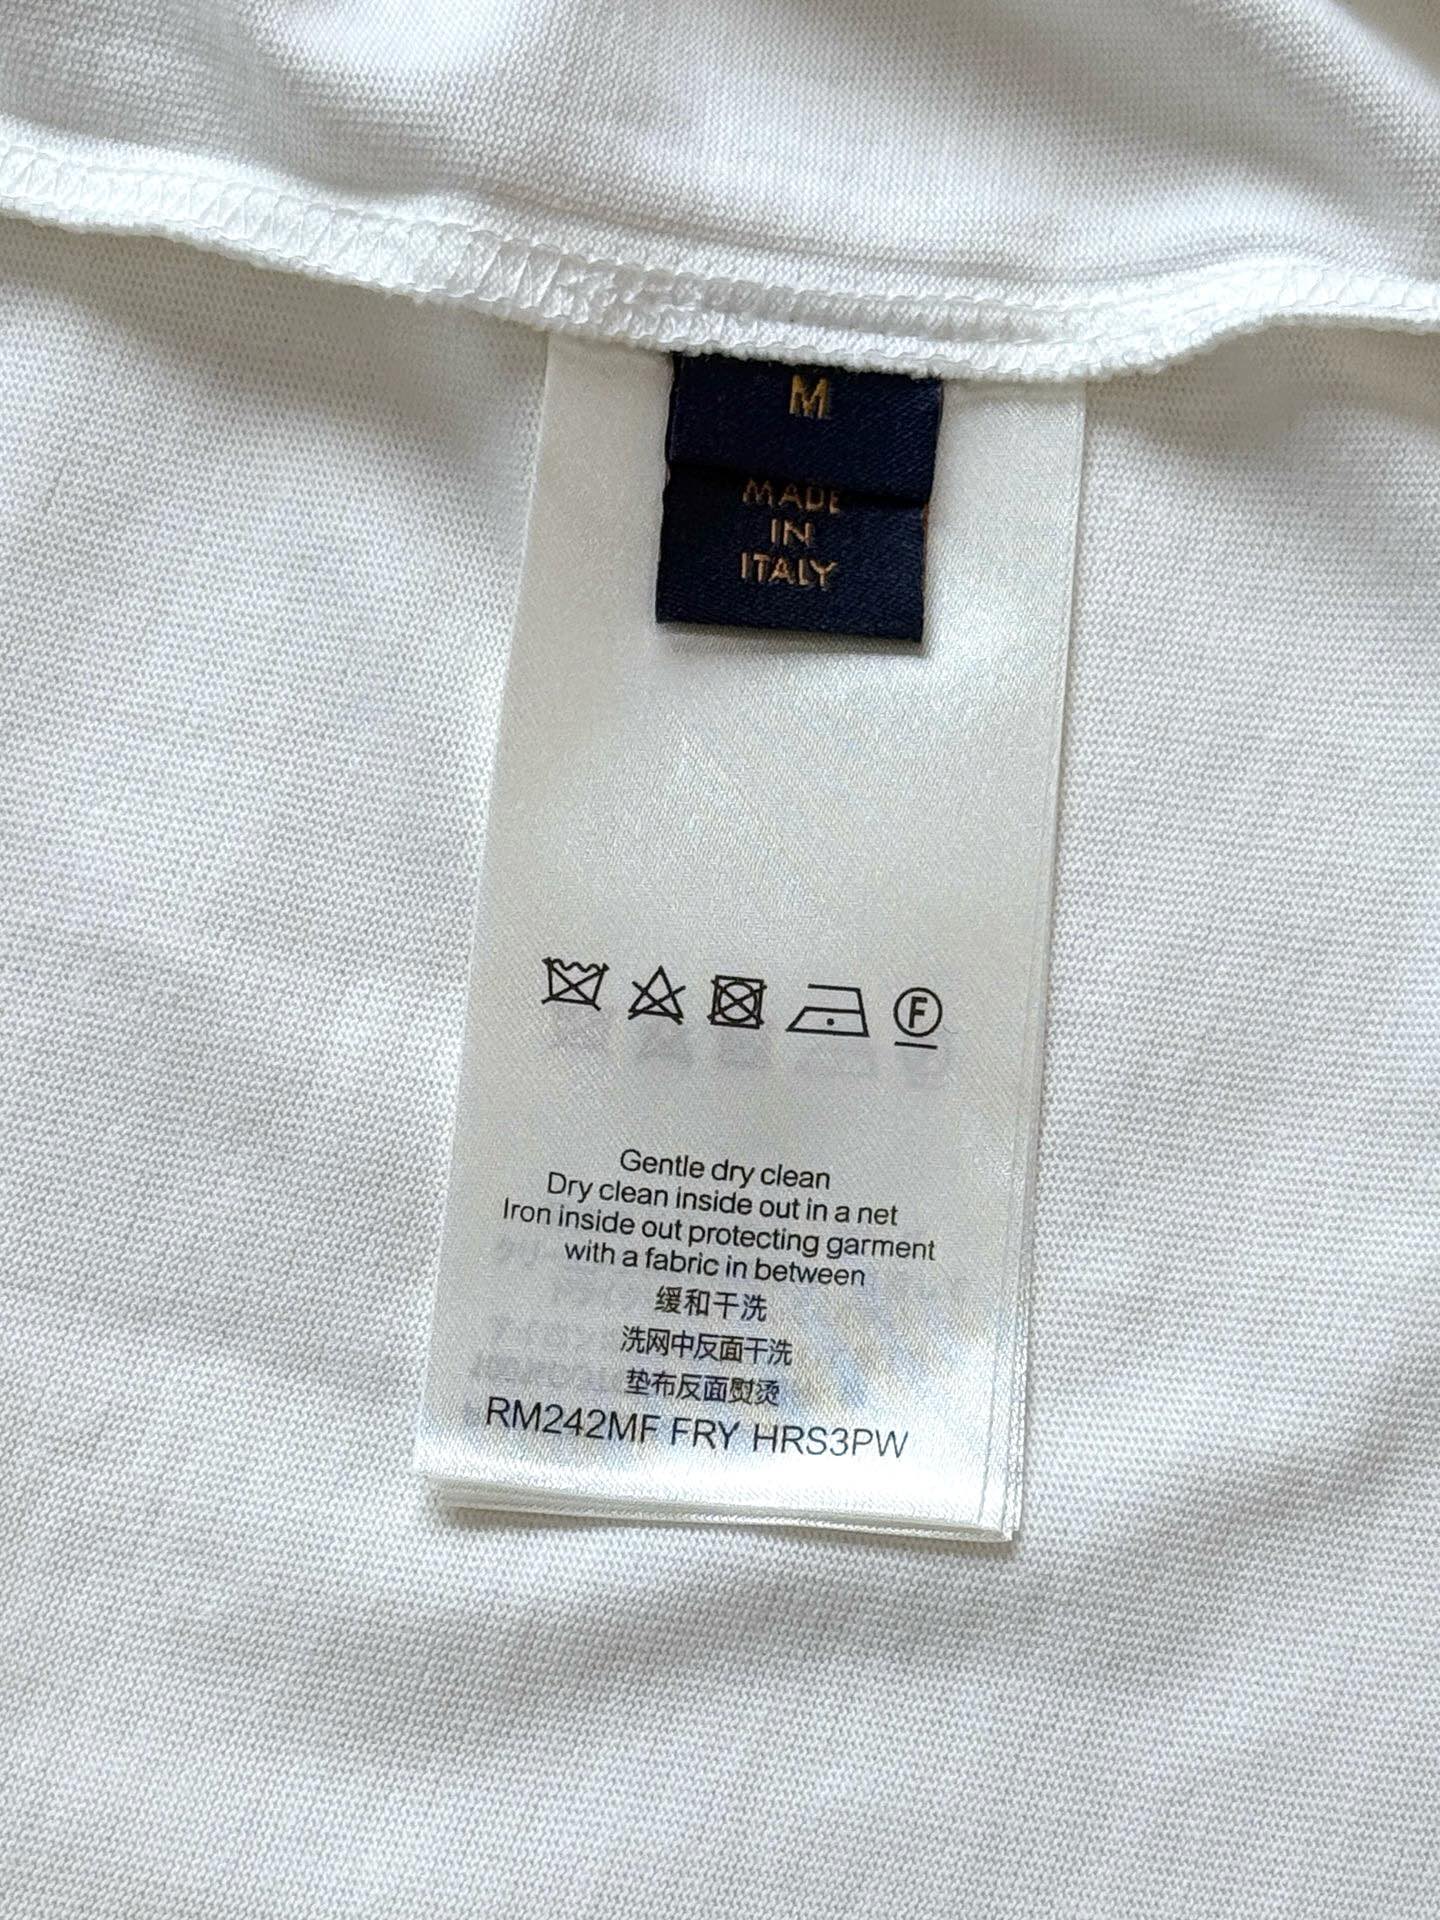 M
MADE
IN
ITALY
F
Gentle dry clean
Dry clean inside out in a net
Iron inside out protecting garment
with a fabric in between
缓和干洗
洗网中反面干洗
垫布反面熨烫
RM242MF FRY HRS3PW